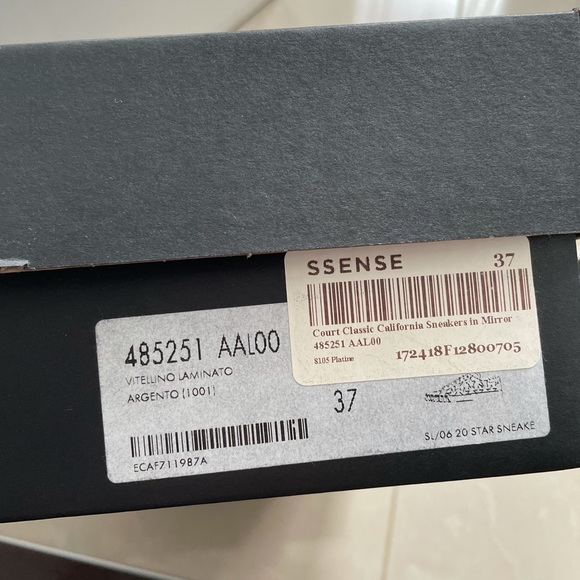 SSENSE 37
Court Classic California Sneakers in Mirror
485251 AAL00
8105 Platine 172418F12800705
485251 AAL00
VITELLINO LAMINATO
ARGENTO (1001)
37
ECAF711987A
SL/06 20 STAR SNEAKE